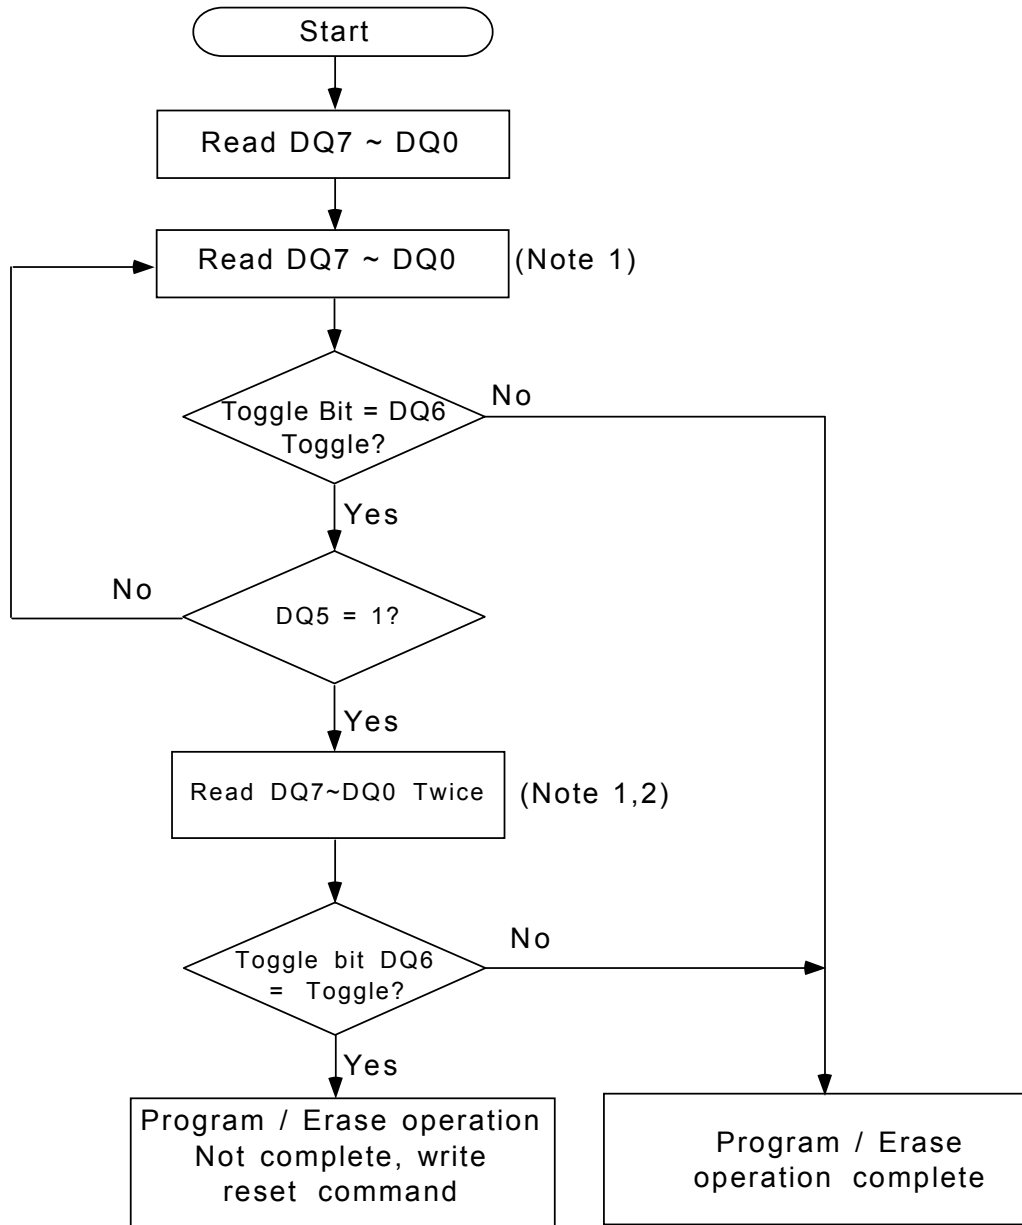 Start
Read DQ7 ~ DQ0
Read DQ7 ~ DQ0
(Note 1)
Toggle Bit = DQ6
Toggle?
No
Yes
No
DQ5 = 1?
Yes
Read DQ7~DQ0 Twice
(Note 1,2)
Toggle bit DQ6
= Toggle?
No
Yes
Program / Erase operation
Not complete, write
reset command
Program / Erase
operation complete